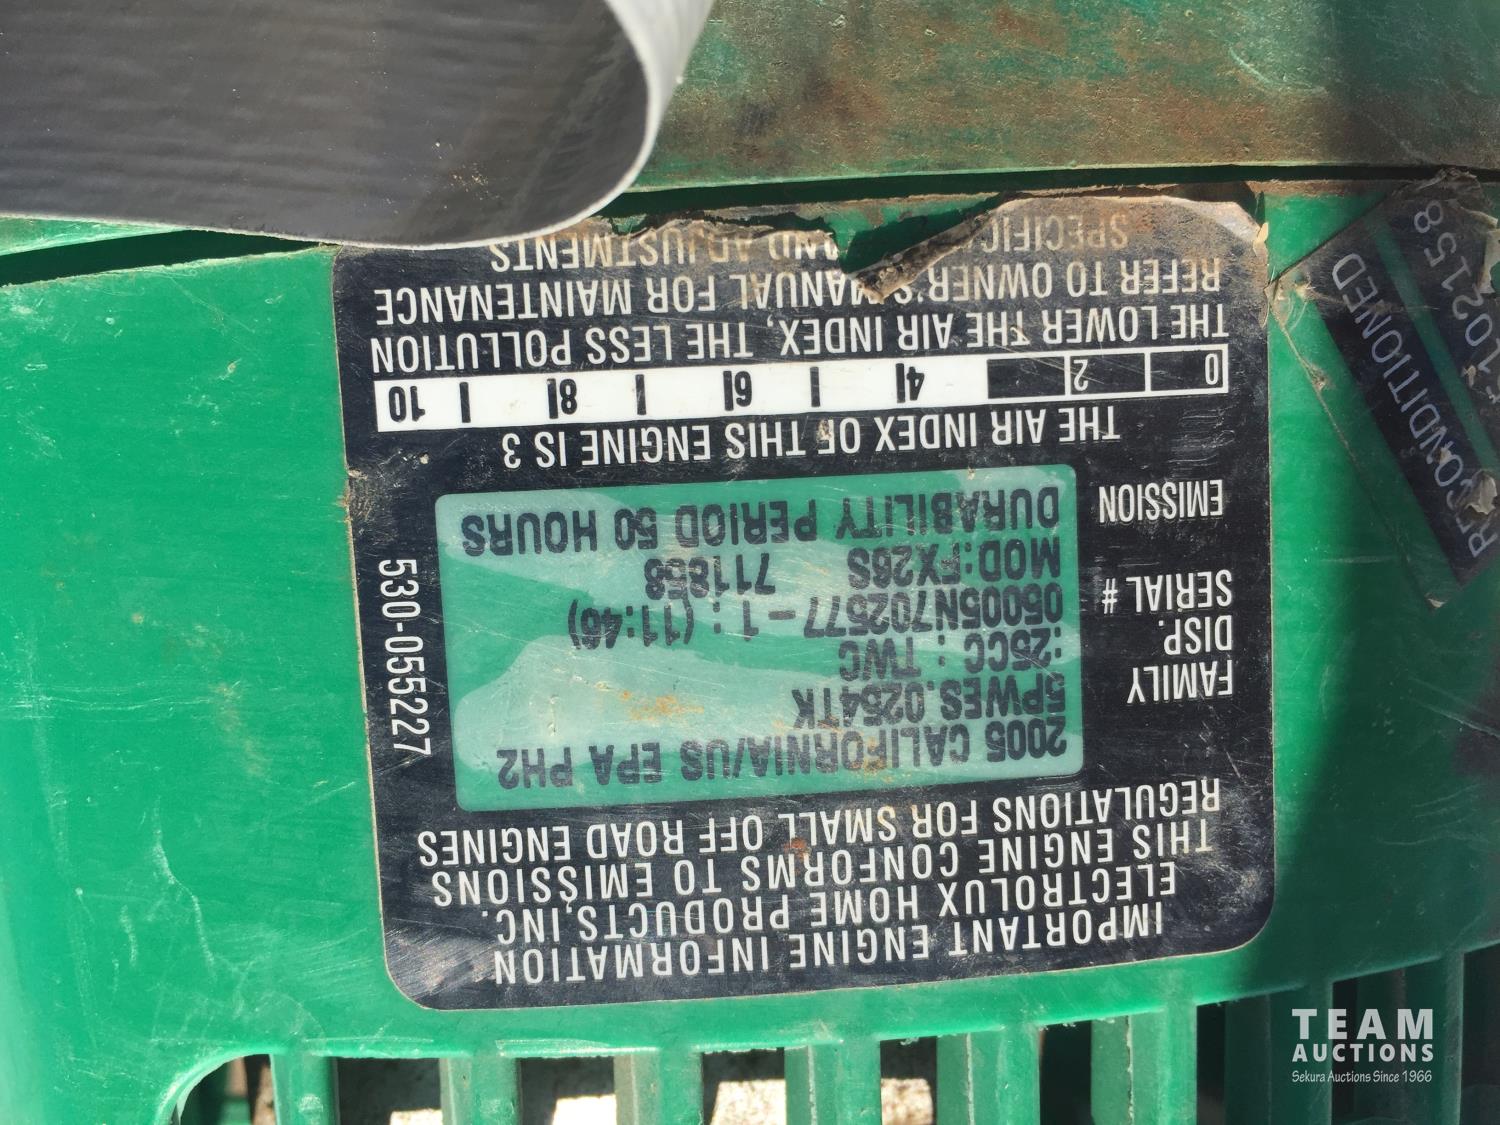 IMPORTANT ENGINE INFORMATION
ELECTROLUX HOME PRODUCTS, INC.
THIS ENGINE CONFORMS TO EMISSIONS
REGULATIONS FOR SMALL OFF ROAD ENGINES
2005 CALIFORNIA/US EPA PH2
FAMILY 5PWES.0254TK
DISP. :25CC : TWC
SERIAL # 05005N702577-1 : (11:46)
MOD:FX26S 711858
EMISSION DURABILITY PERIOD 50 HOURS
530-055227
THE AIR INDEX OF THIS ENGINE IS 3
0 2 4 6 8 10
THE LOWER THE AIR INDEX, THE LESS POLLUTION
REFER TO OWNER'S MANUAL FOR MAINTENANCE
SPECIFIC AND ADJUSTMENTS
RECONDITIONED
5102158
TEAM
AUCTIONS
Sekura Auctions Since 1966